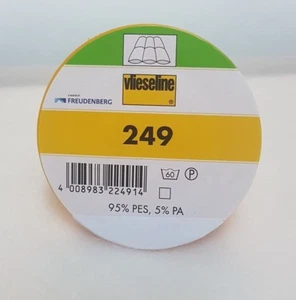 vlieseline
®
FREUDENBERG
249
60 P
4 008983 224914
95% PES, 5% PA